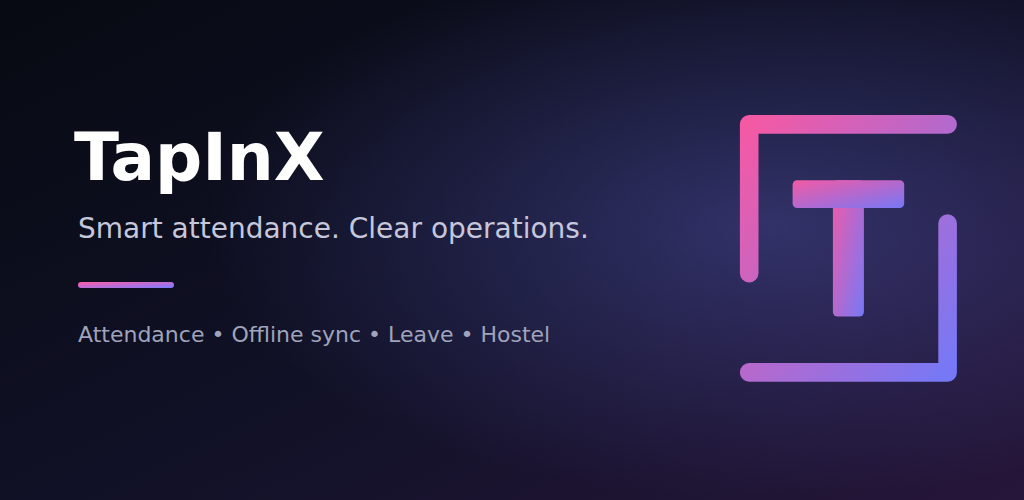 TapInX
Smart attendance. Clear operations.
Attendance • Offline sync • Leave • Hostel
T